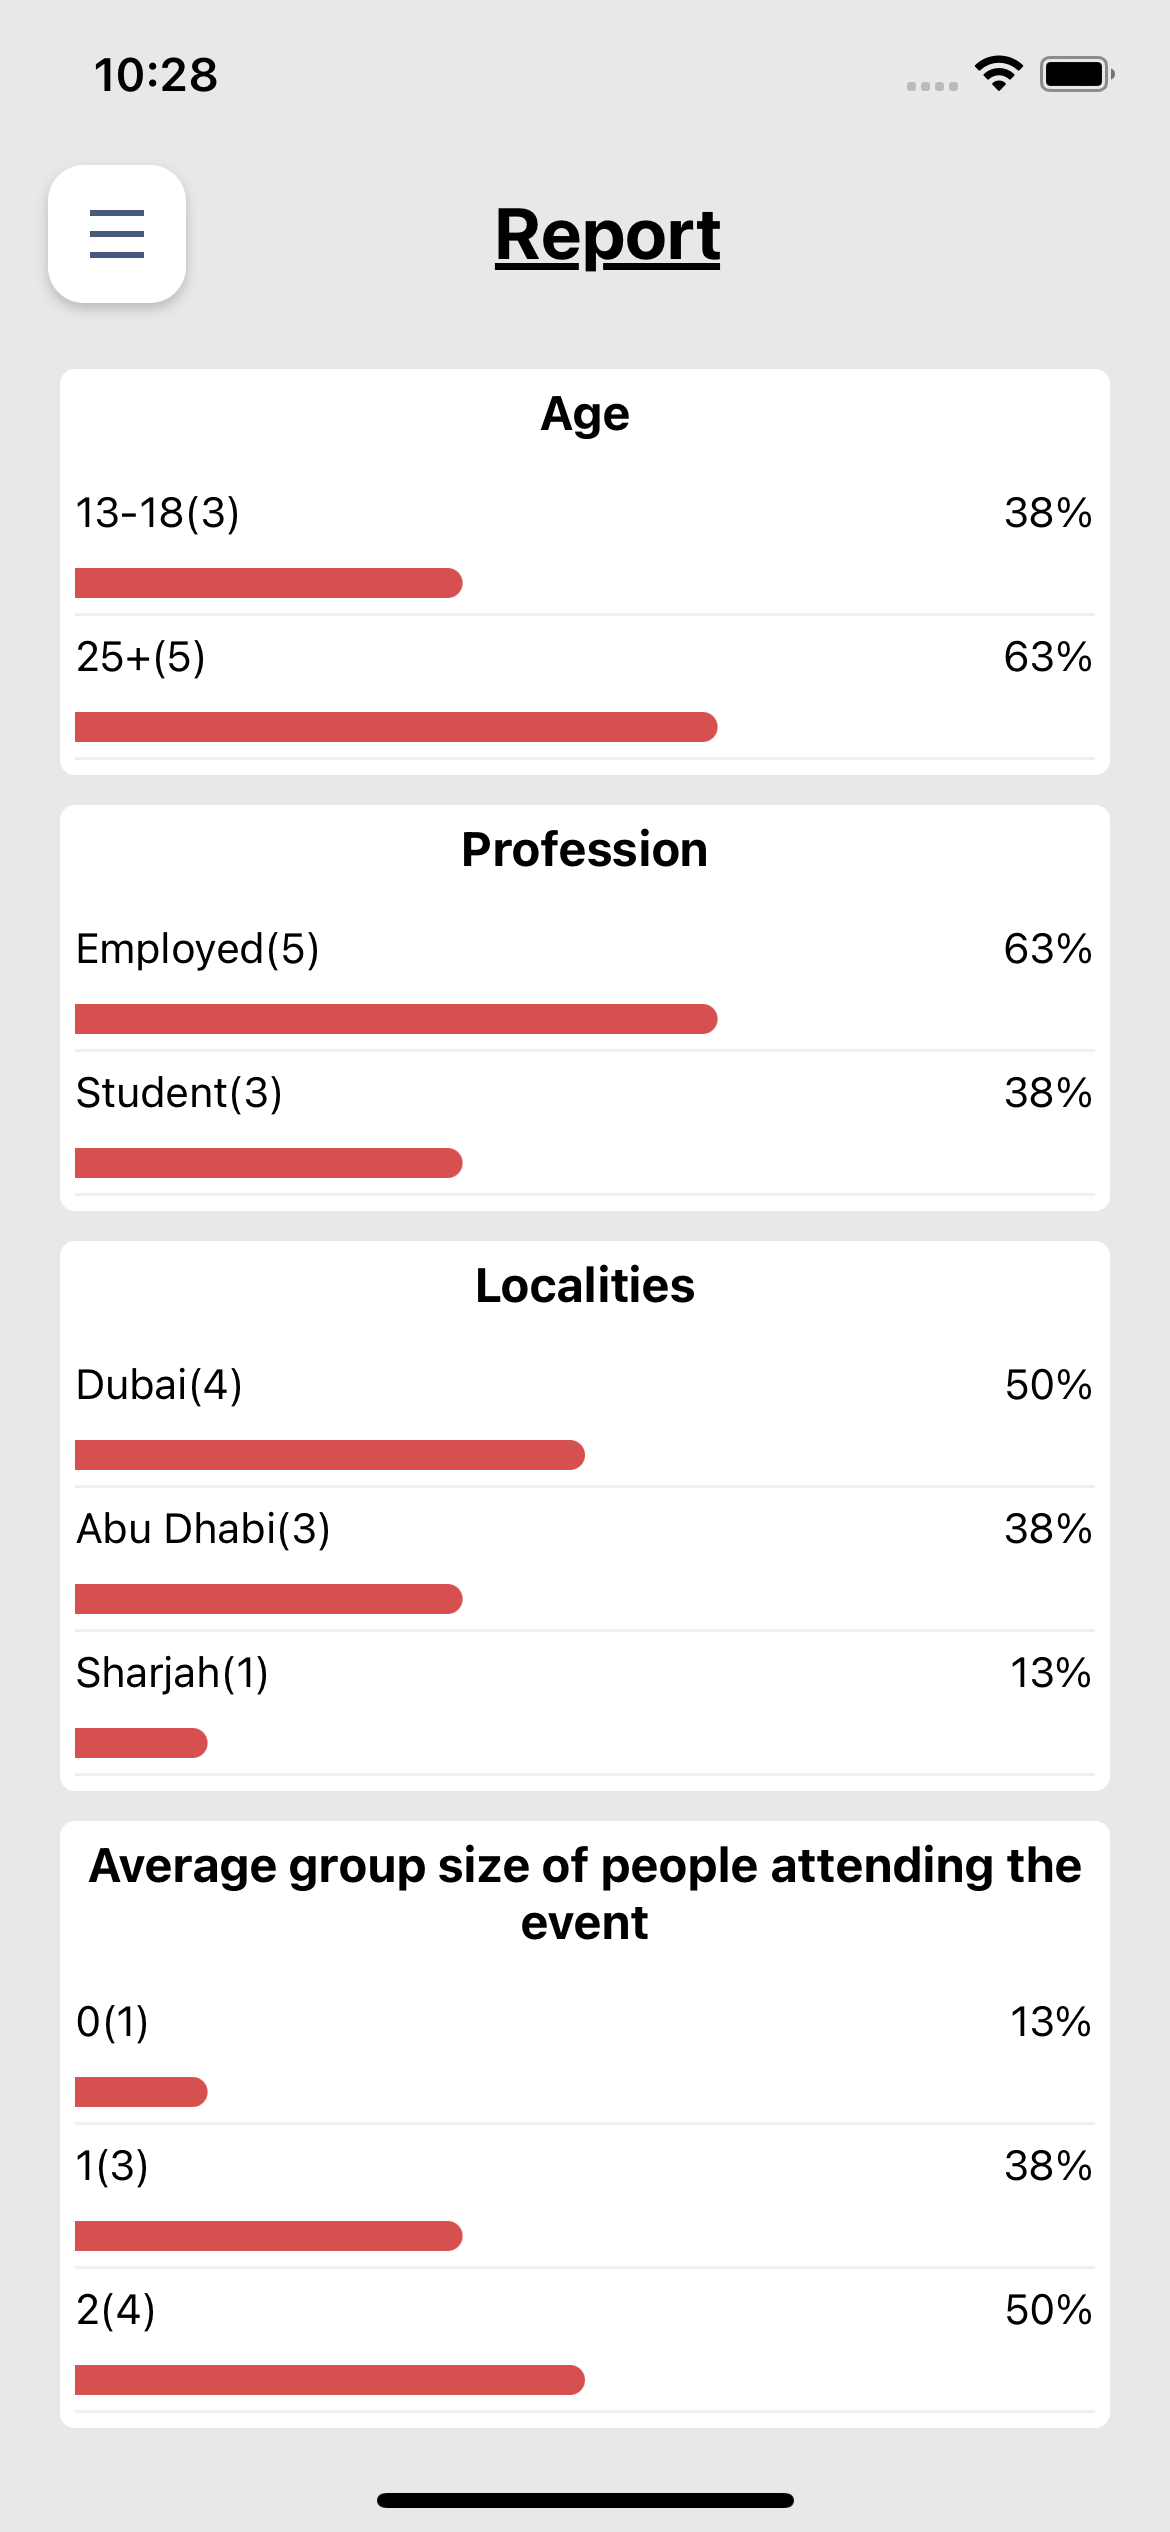 10:28
Report
Age
13-18(3) 38%
25+(5) 63%
Profession
Employed(5) 63%
Student(3) 38%
Localities
Dubai(4) 50%
Abu Dhabi(3) 38%
Sharjah(1) 13%
Average group size of people attending the
event
0(1) 13%
1(3) 38%
2(4) 50%